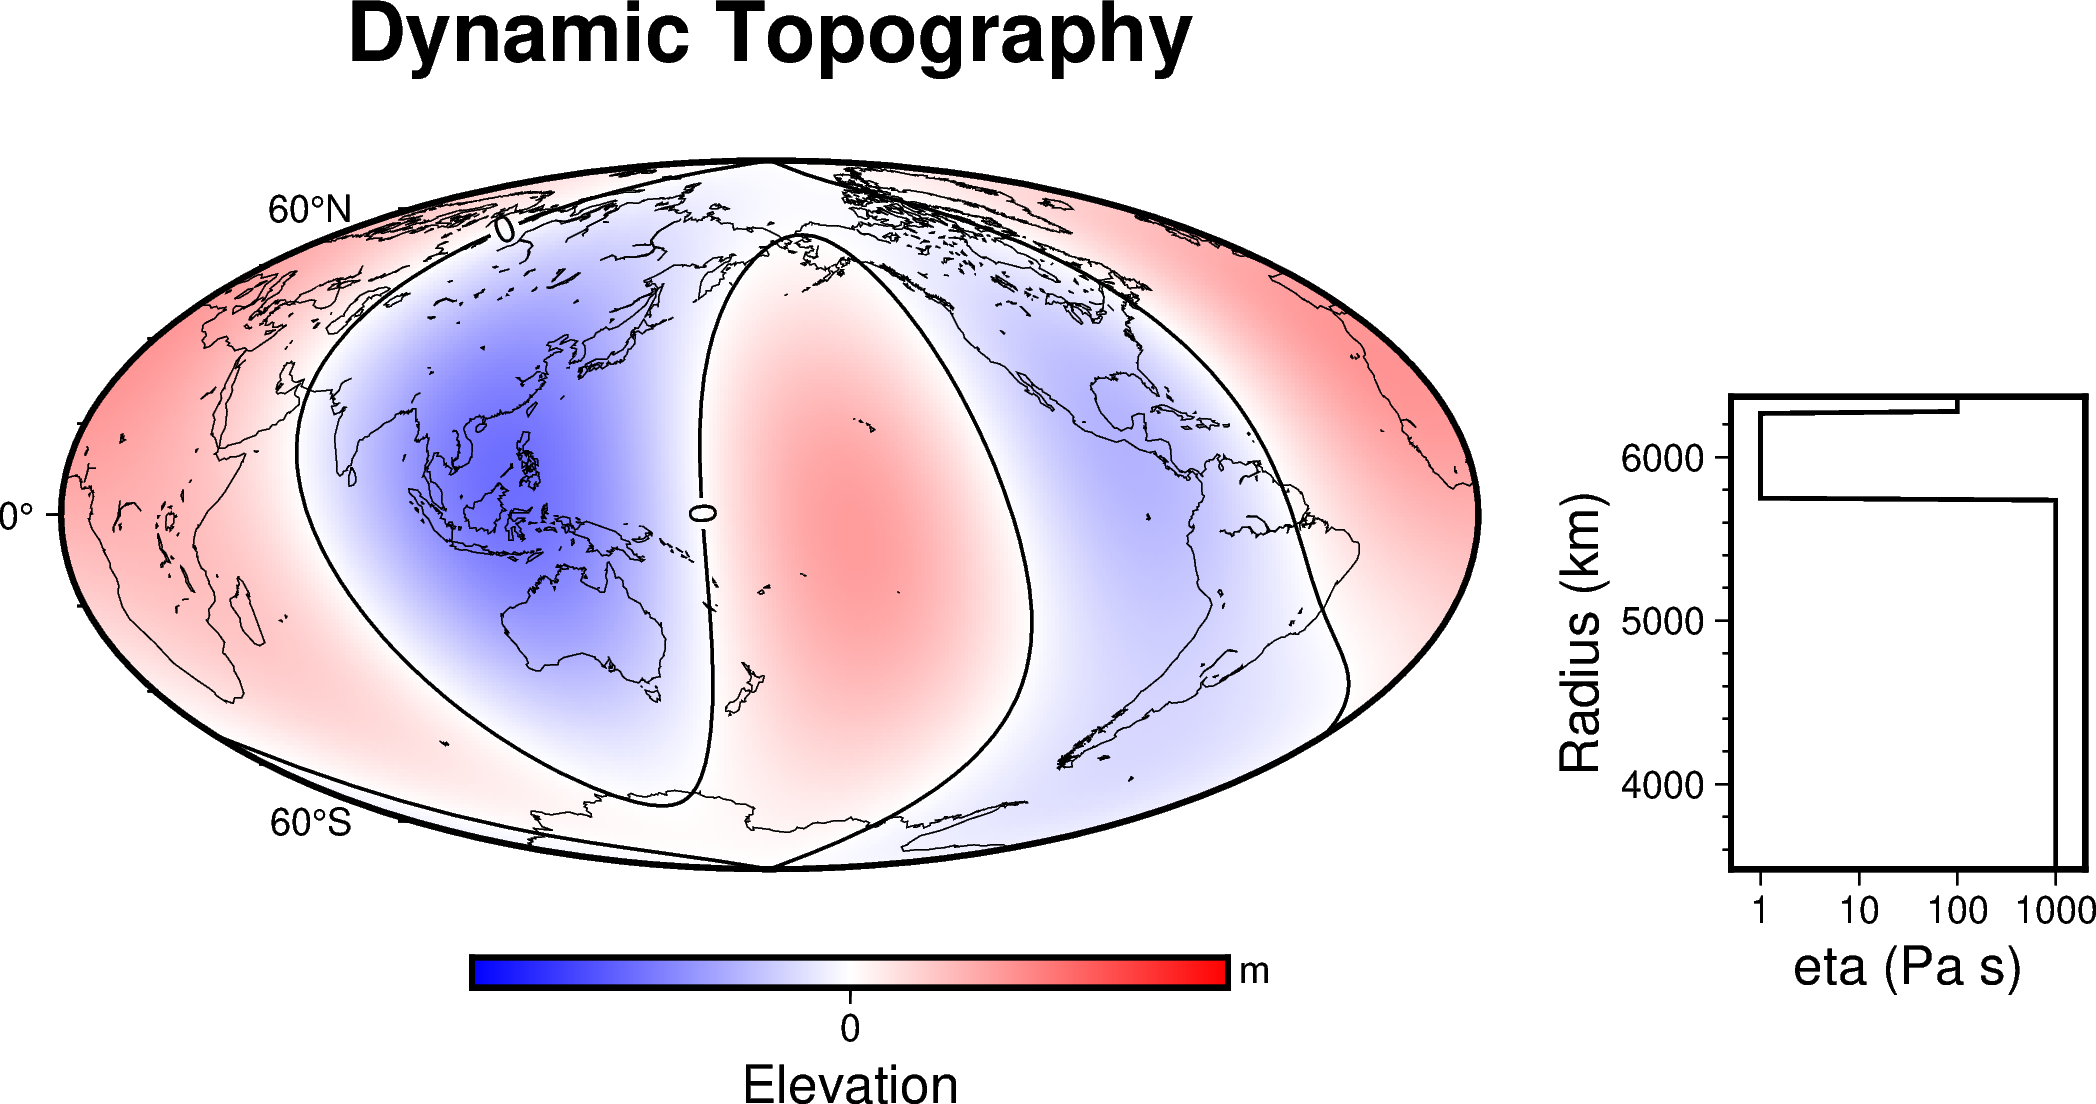 Dynamic Topography
60°N
0
0°
0
60°S
m
0
Elevation
Radius (km)
6000
5000
4000
1 10 100 1000
eta (Pa s)